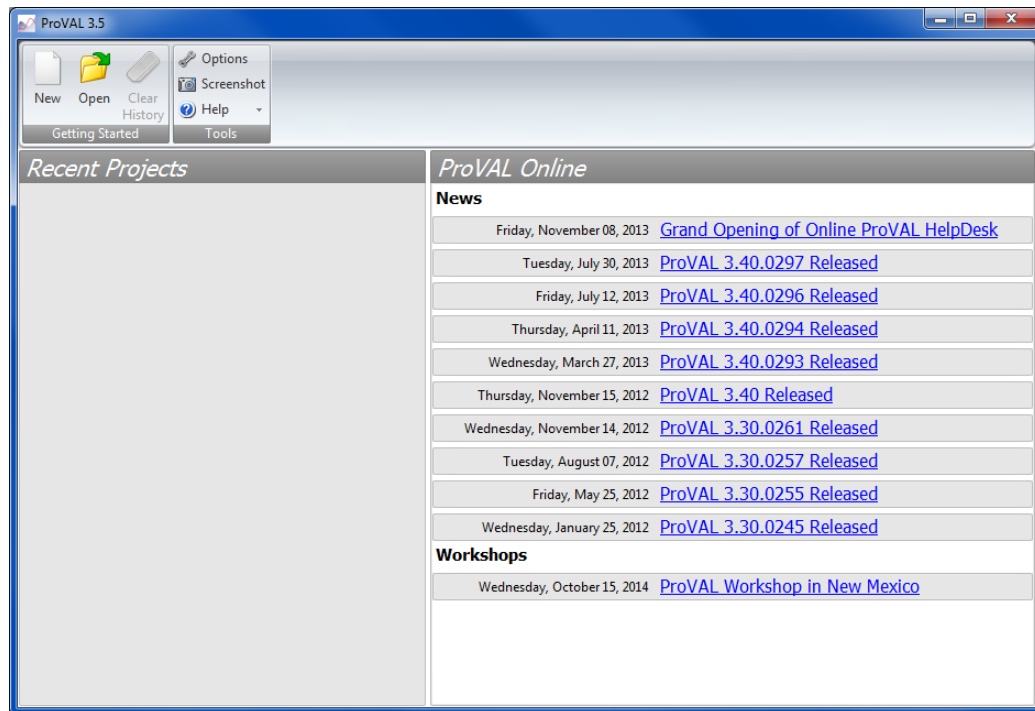 ProVAL 3.5
New
Open
Clear
History
Getting Started
Options
Screenshot
Help
Tools
Recent Projects
ProVAL Online
News
Friday, November 08, 2013 Grand Opening of Online ProVAL HelpDesk
Tuesday, July 30, 2013 ProVAL 3.40.0297 Released
Friday, July 12, 2013 ProVAL 3.40.0296 Released
Thursday, April 11, 2013 ProVAL 3.40.0294 Released
Wednesday, March 27, 2013 ProVAL 3.40.0293 Released
Thursday, November 15, 2012 ProVAL 3.40 Released
Wednesday, November 14, 2012 ProVAL 3.30.0261 Released
Tuesday, August 07, 2012 ProVAL 3.30.0257 Released
Friday, May 25, 2012 ProVAL 3.30.0255 Released
Wednesday, January 25, 2012 ProVAL 3.30.0245 Released
Workshops
Wednesday, October 15, 2014 ProVAL Workshop in New Mexico